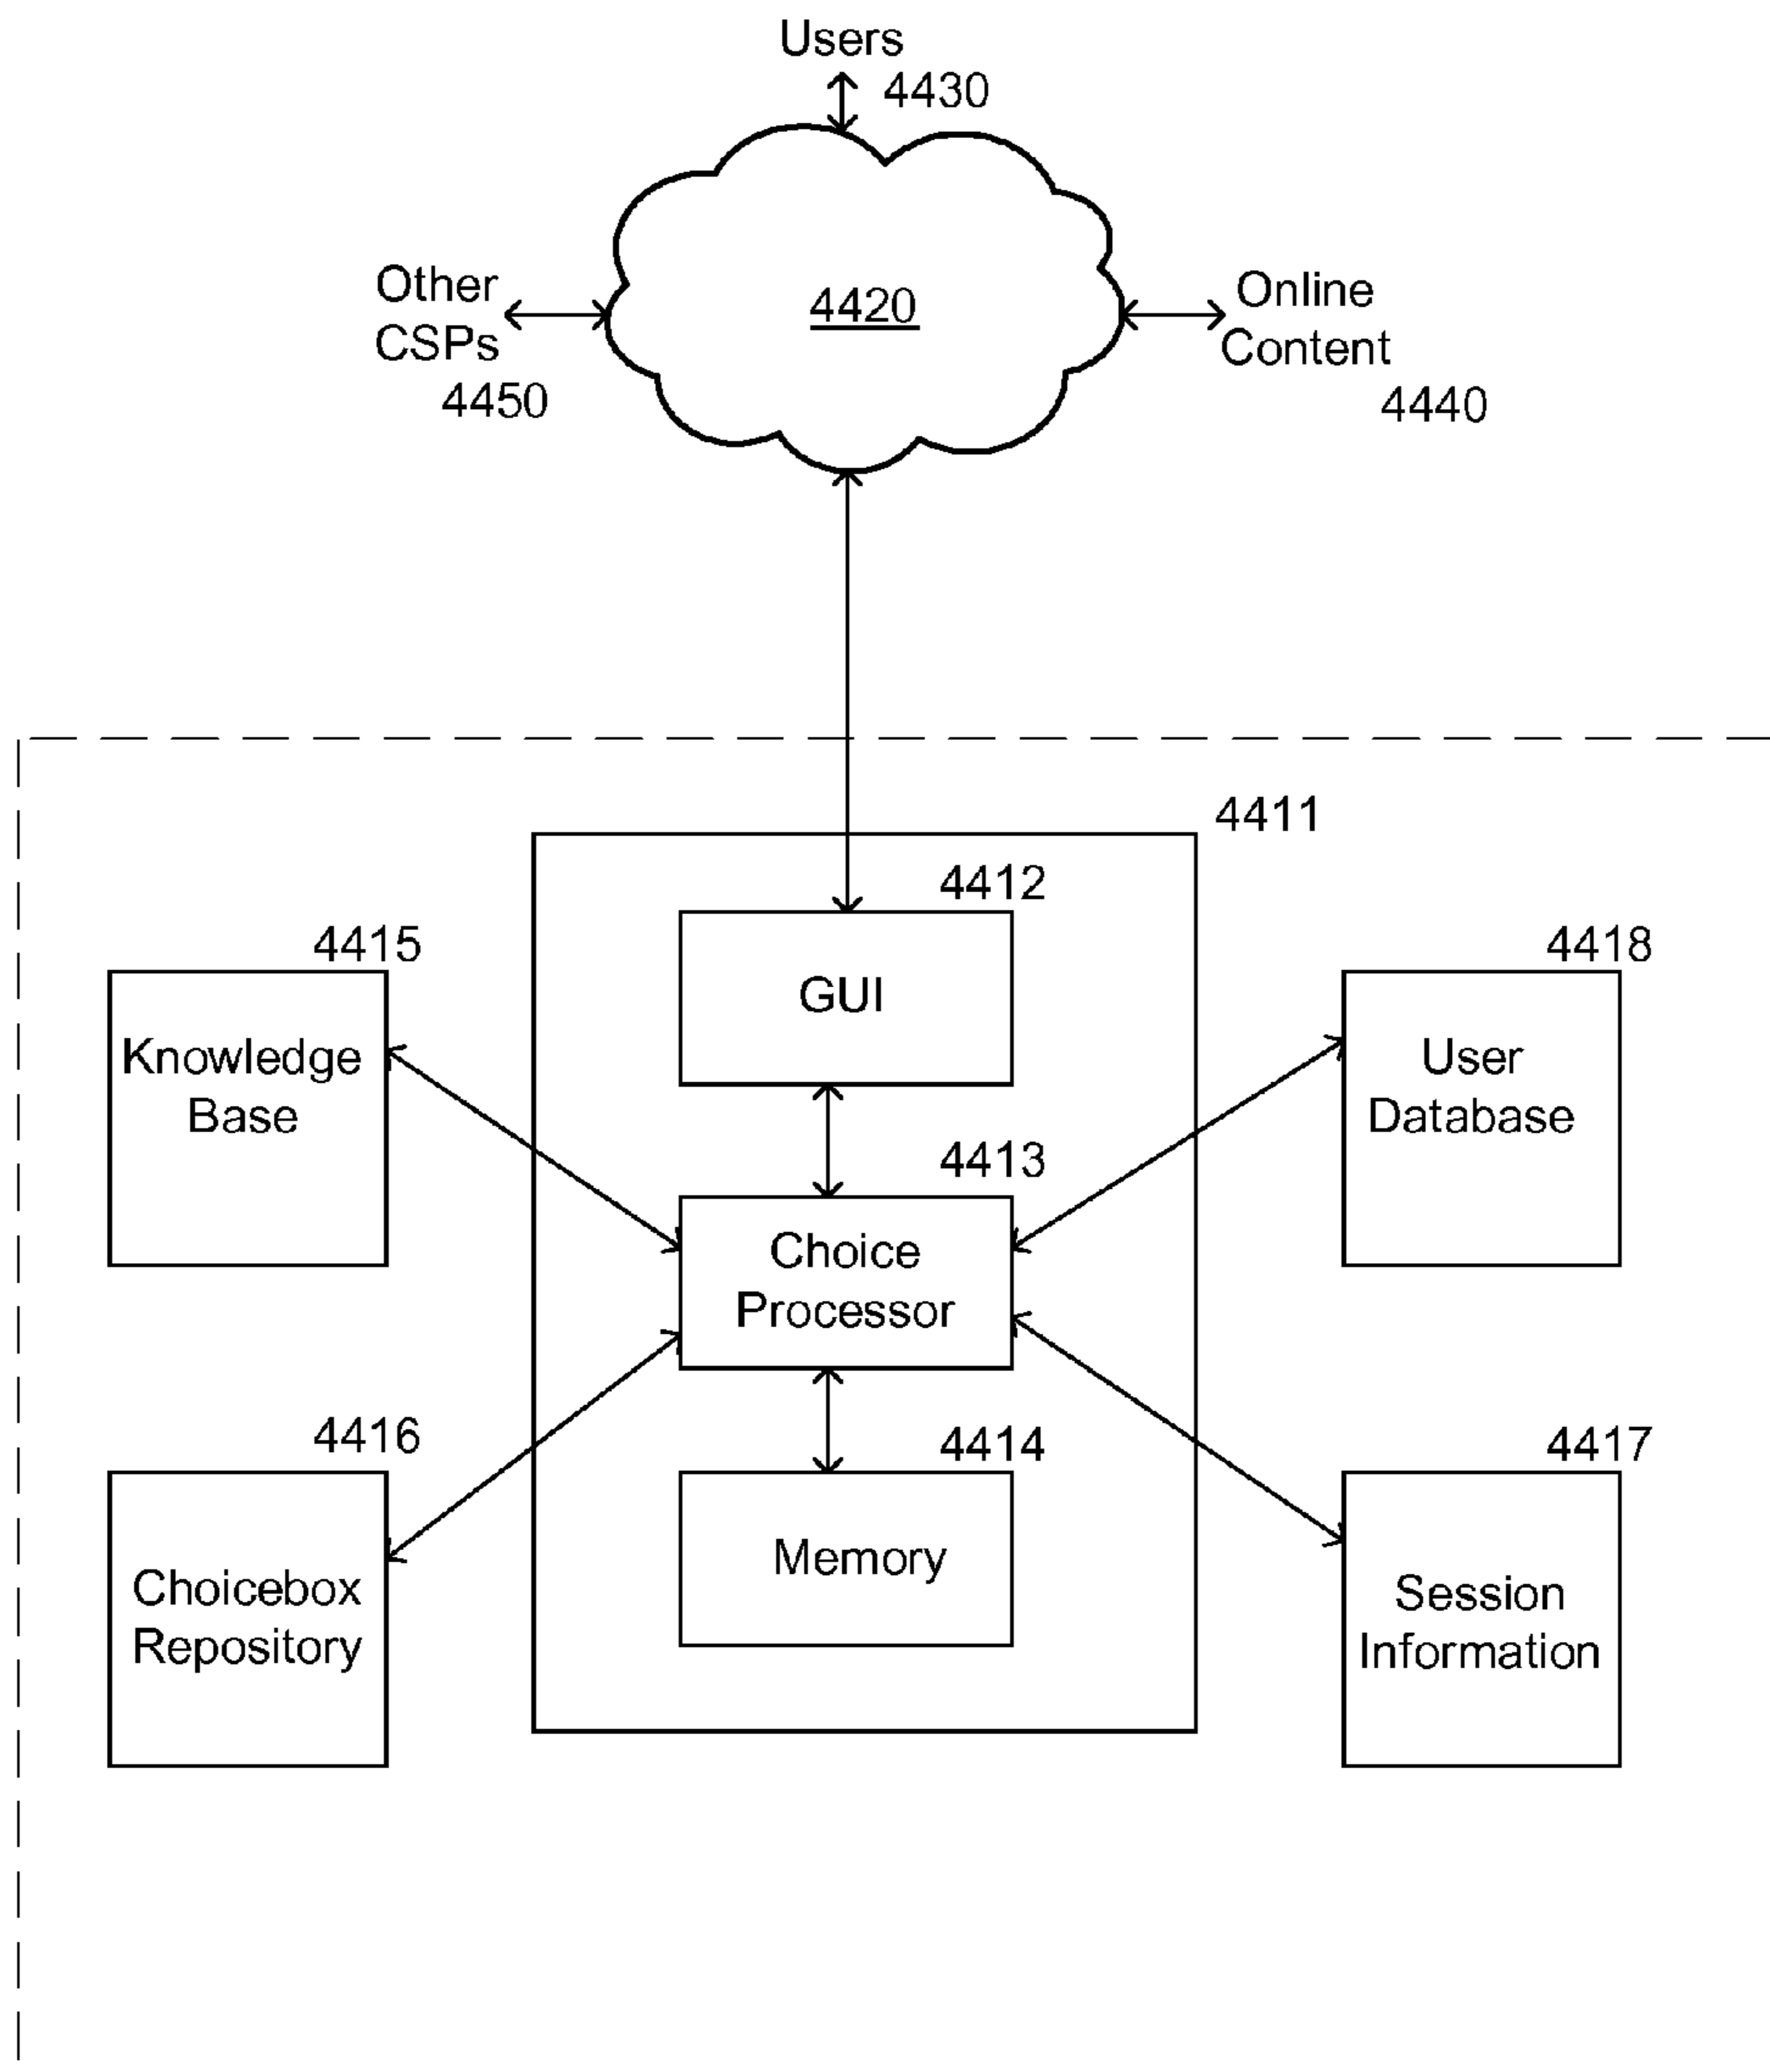 Users
4430
Other
CSPs
4450
4420
Online
Content
4440
4411
4412
GUI
4415
Knowledge
Base
4418
User
Database
4413
Choice
Processor
4416
Choicebox
Repository
4414
Memory
4417
Session
Information